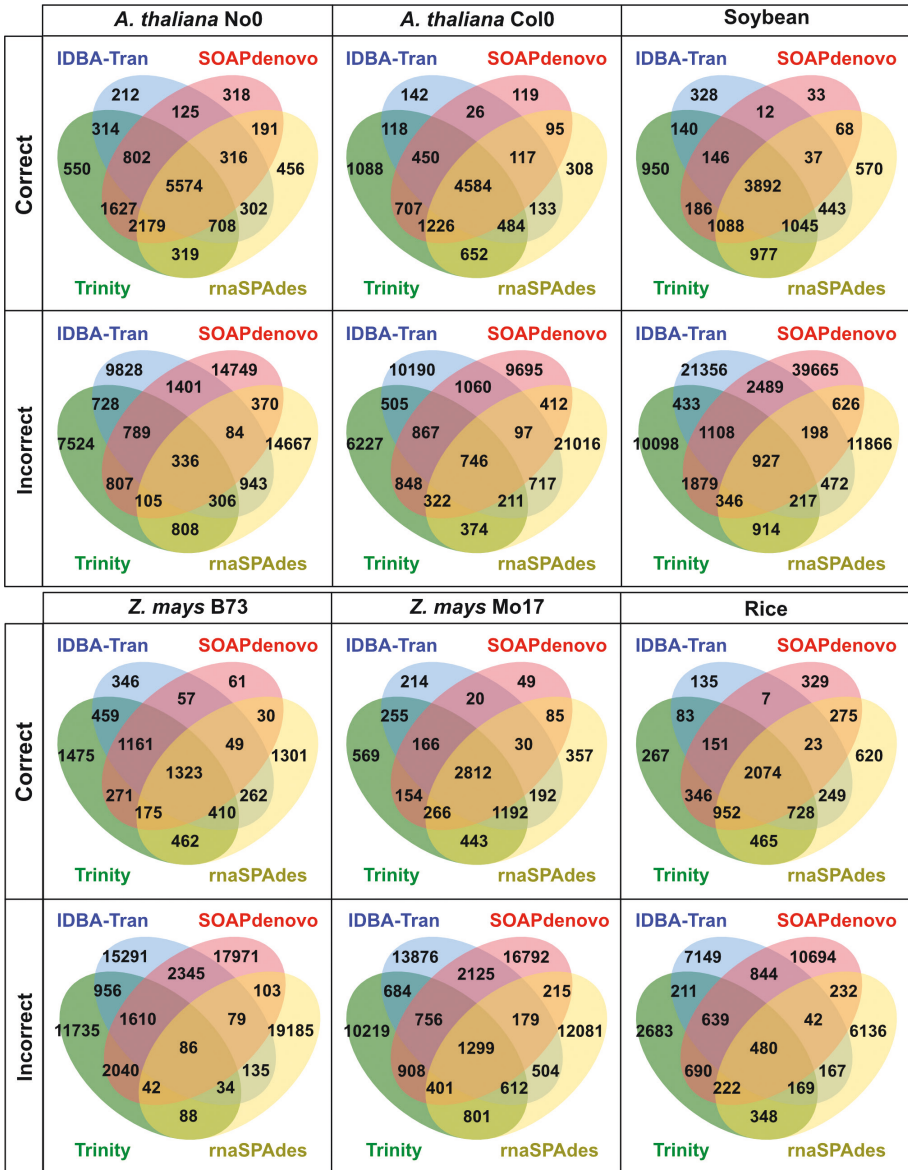 A. thaliana No0 A. thaliana Col0 Soybean
Correct
IDBA-Tran SOAPdenovo IDBA-Tran SOAPdenovo IDBA-Tran SOAPdenovo
212 318 142 119 328 33
125 26 12
314 191 118 95 140 68
550 802 316 456 1088 450 117 308 950 146 37 570
5574 4584 3892
1627 302 707 133 186 443
2179 708 1226 484 1088 1045
319 652 977
Trinity rnaSPAdes Trinity rnaSPAdes Trinity rnaSPAdes
Incorrect
IDBA-Tran SOAPdenovo IDBA-Tran SOAPdenovo IDBA-Tran SOAPdenovo
9828 14749 10190 9695 21356 39665
1401 1060 2489
728 370 505 412 433 626
7524 789 84 14667 6227 867 97 21016 10098 1108 198 11866
336 746 927
807 943 848 717 1879 472
105 306 322 211 346 217
808 374 914
Trinity rnaSPAdes Trinity rnaSPAdes Trinity rnaSPAdes
Z. mays B73 Z. mays Mo17 Rice
Correct
IDBA-Tran SOAPdenovo IDBA-Tran SOAPdenovo IDBA-Tran SOAPdenovo
346 61 214 49 135 329
57 20 7
459 30 255 85 83 275
1475 1161 49 1301 569 166 30 357 267 151 23 620
1323 2812 2074
271 262 154 192 346 249
175 410 266 1192 952 728
462 443 465
Trinity rnaSPAdes Trinity rnaSPAdes Trinity rnaSPAdes
Incorrect
IDBA-Tran SOAPdenovo IDBA-Tran SOAPdenovo IDBA-Tran SOAPdenovo
15291 17971 13876 16792 7149 10694
2345 2125 844
956 103 684 215 211 232
11735 1610 79 19185 10219 756 179 12081 2683 639 42 6136
86 1299 480
2040 135 908 504 690 167
42 34 401 612 222 169
88 801 348
Trinity rnaSPAdes Trinity rnaSPAdes Trinity rnaSPAdes